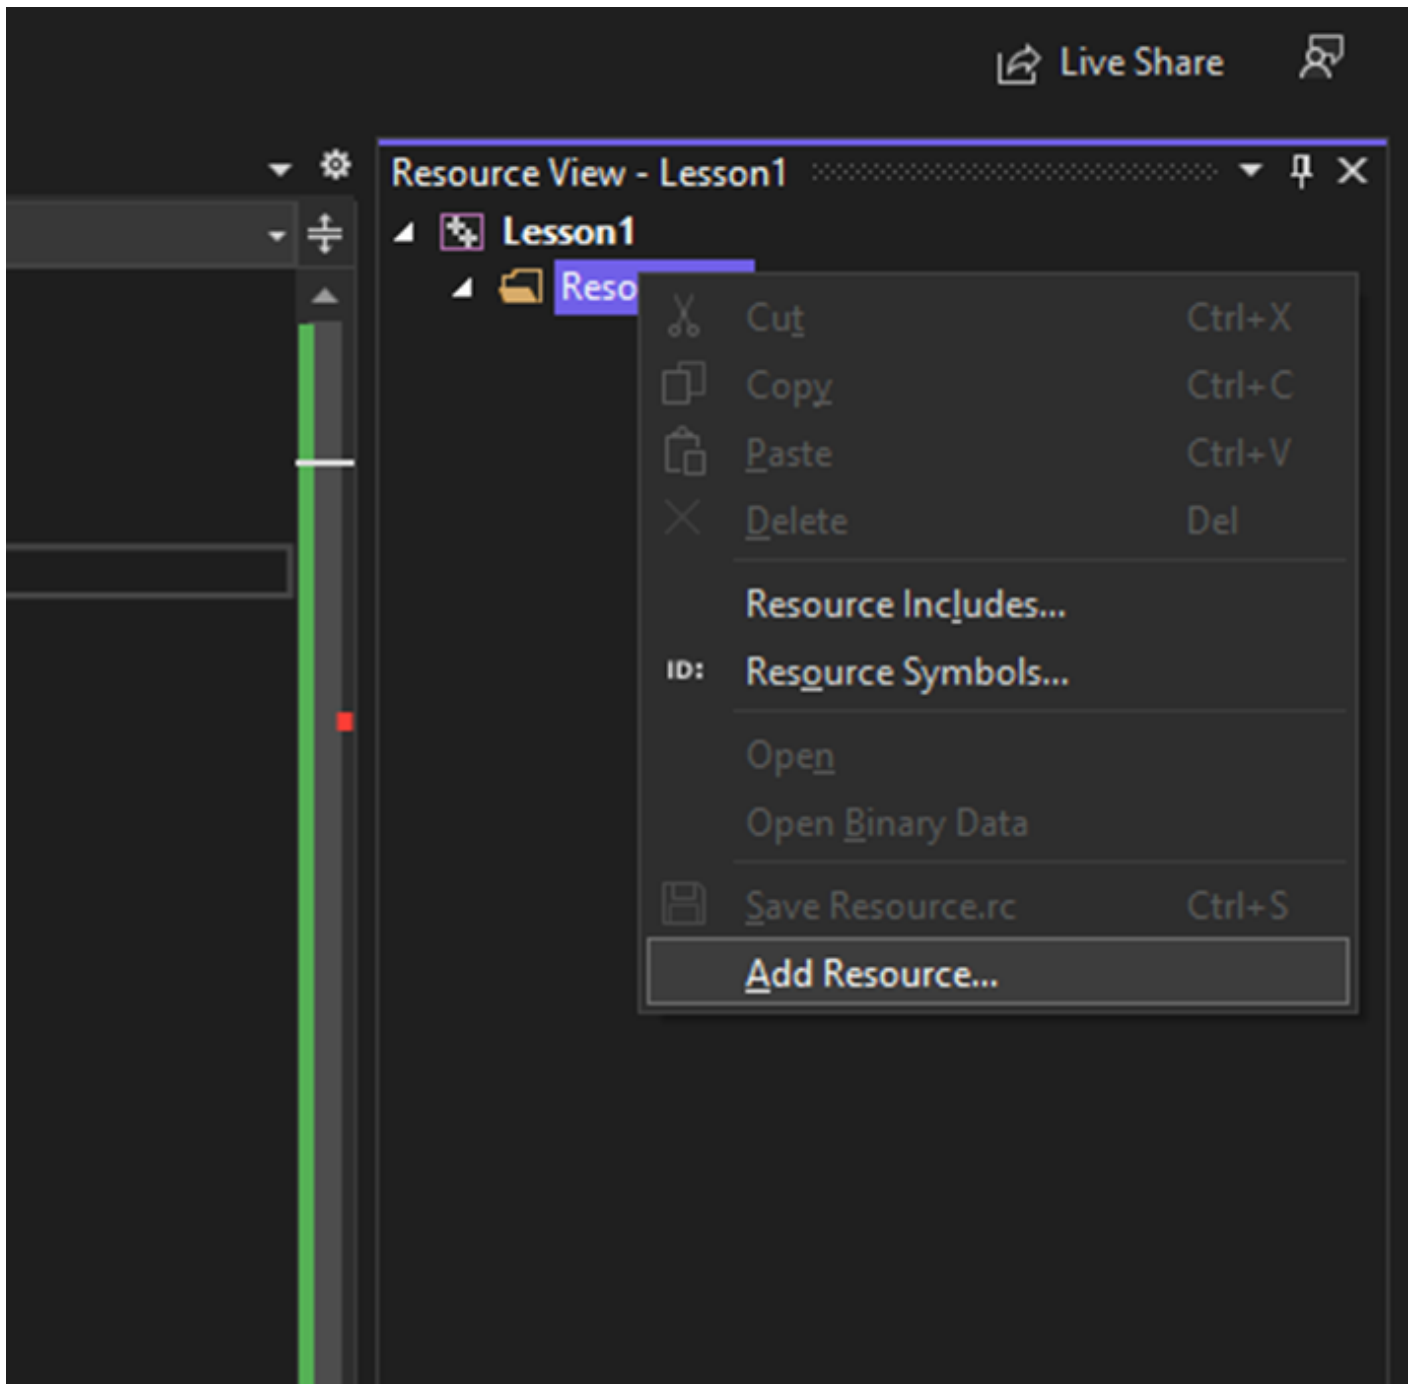 Live Share
Resource View - Lesson1
Lesson1
Reso
Cut Ctrl+X
Copy Ctrl+C
Paste Ctrl+V
Delete Del
Resource Includes...
ID: Resource Symbols...
Open
Open Binary Data
Save Resource.rc Ctrl+S
Add Resource...